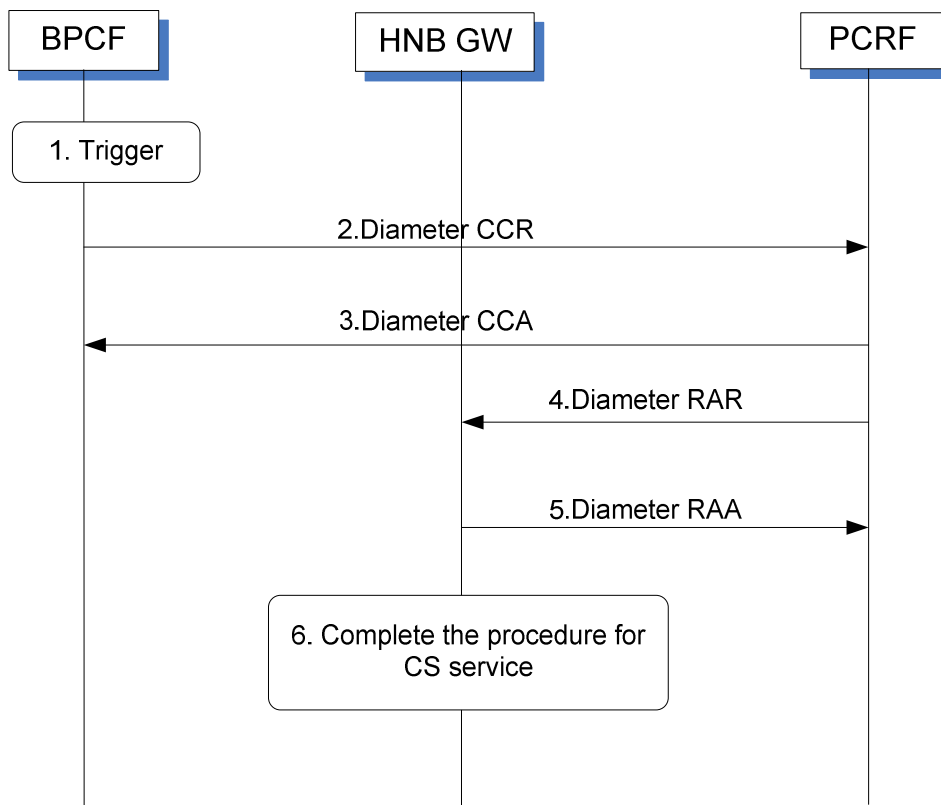 BPCF
HNB GW
PCRF
1. Trigger
2.Diameter CCR
3.Diameter CCA
4.Diameter RAR
5.Diameter RAA
6. Complete the procedure for
CS service